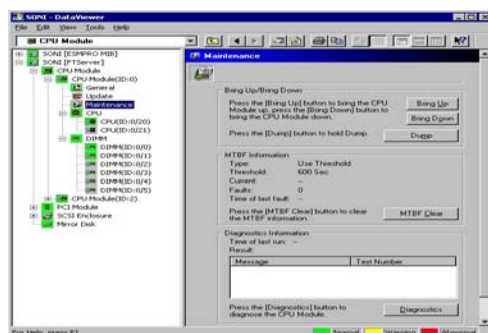 SONI - DataViewer
File Edit View Tools Help
CPU Module
SONI [ESMPRO MIB]
SONI [FTServer]
CPU Module
CPU Module(ID:0)
General
Update
Maintenance
CPU
CPU(ID:0/20)
CPU(ID:0/21)
DIMM
DIMM(ID:0/0)
DIMM(ID:0/1)
DIMM(ID:0/2)
DIMM(ID:0/3)
DIMM(ID:0/4)
DIMM(ID:0/5)
CPU Module(ID:2)
PCI Module
SCSI Enclosure
Mirror Disk
Maintenance
Bring Up/Bring Down
Press the [Bring Up] button to bring the CPU
Module up, press the [Bring Down] button to
bring the CPU Module down.
Bring Up
Bring Down
Press the [Dump] button to hold Dump.
Dump
MTBF Information
Type: Use Threshold
Threshold 600 Sec
Current: --
Faults: 0
Time of last fault: --
Press the [MTBF Clear] button to clear
the MTBF information.
MTBF Clear
Diagnostics Information
Time of last run: --
Result:
Message Test Number
Press the [Diagnostics] button to
diagnose the CPU Module.
Diagnostics
For Help, press F1
Normal Warning Abnormal